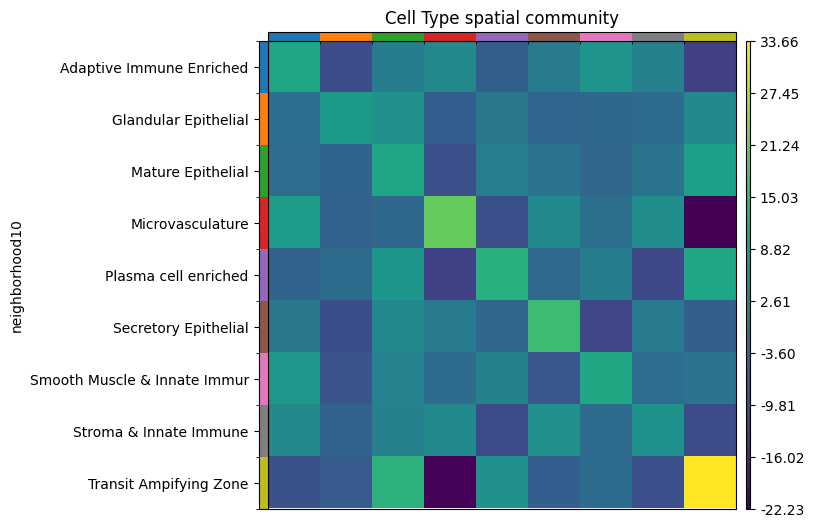 Cell Type spatial community
neighborhood10
Adaptive Immune Enriched
Glandular Epithelial
Mature Epithelial
Microvasculature
Plasma cell enriched
Secretory Epithelial
Smooth Muscle & Innate Immur
Stroma & Innate Immune
Transit Ampifying Zone
33.66
27.45
21.24
15.03
8.82
2.61
-3.60
-9.81
-16.02
-22.23